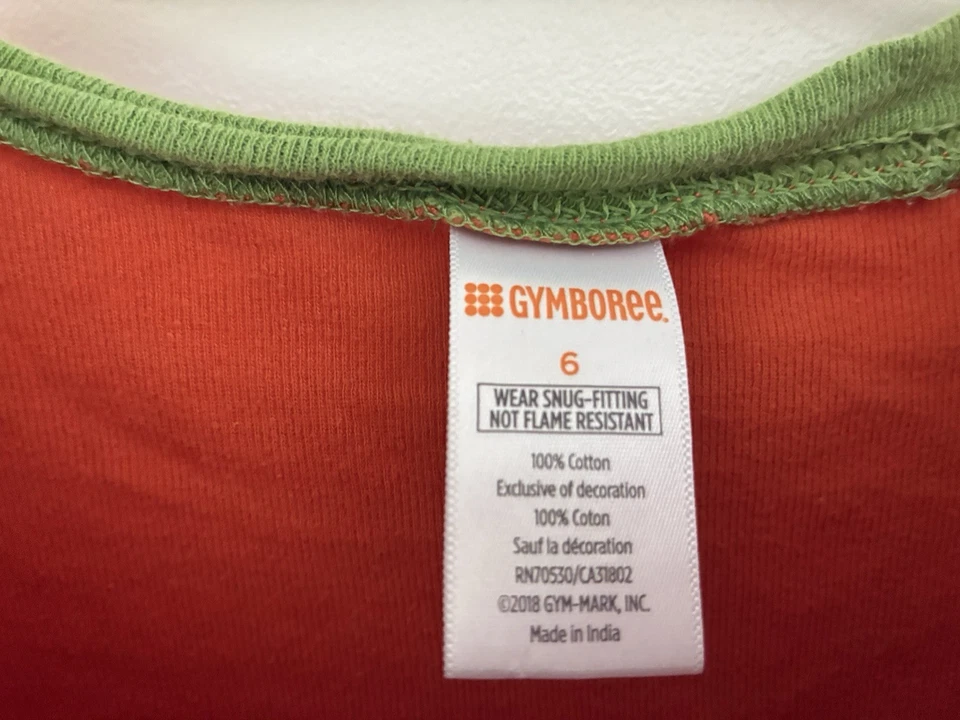 GYMBOREE.
6
WEAR SNUG-FITTING
NOT FLAME RESISTANT
100% Cotton
Exclusive of decoration
100% Coton
Sauf la décoration
RN70530/CA31802
©2018 GYM-MARK, INC.
Made in India